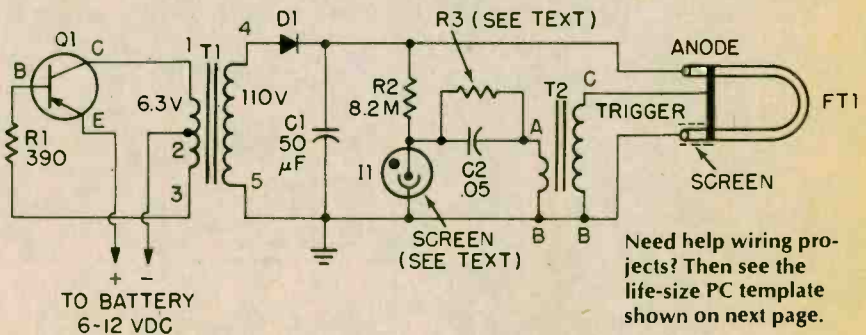 Q1
C
B
E
R1
390
+ -
TO BATTERY
6-12 VDC
1
T1
4
6.3V
110V
2
3
5
D1
C1
50
µF
R2
8.2M
I1
R3 (SEE TEXT)
C2
.05
SCREEN
(SEE TEXT)
A
T2
C
B
B
ANODE
TRIGGER
FT1
SCREEN
Need help wiring pro-
jects? Then see the
life-size PC template
shown on next page.